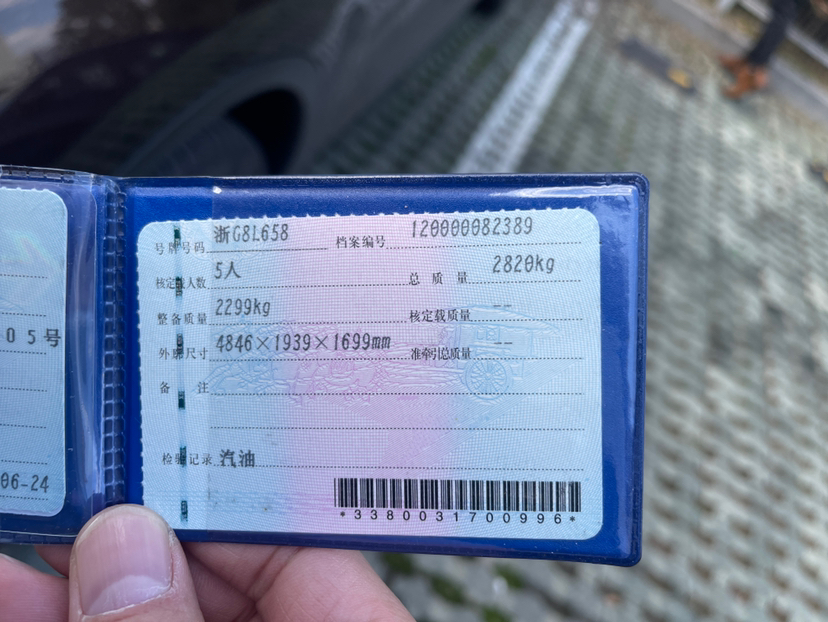 05号
06-24
号牌号码 浙G8L658 档案编号 120000082389
核定载人数 5人 总质量 2820kg
整备质量 2299kg 核定载质量 --
外廓尺寸 4846×1939×1699mm 准牵引总质量 --
备注
检验记录 汽油
*3380031700996*